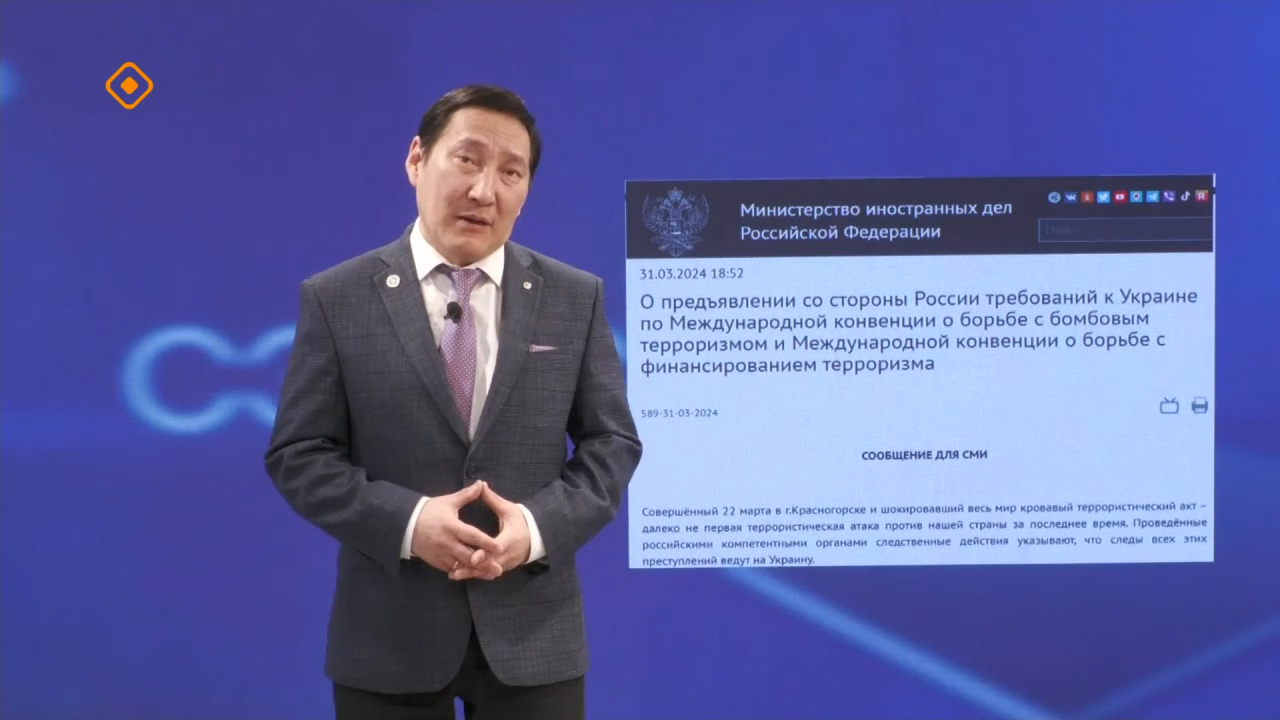 Министерство иностранных дел
Российской Федерации
Поиск
31.03.2024 18:52
О предъявлении со стороны России требований к Украине
по Международной конвенции о борьбе с бомбовым
терроризмом и Международной конвенции о борьбе с
финансированием терроризма
589-31-03-2024
СООБЩЕНИЕ ДЛЯ СМИ
Совершённый 22 марта в г.Красногорске и шокировавший весь мир кровавый террористический акт –
далеко не первая террористическая атака против нашей страны за последнее время. Проведённые
российскими компетентными органами следственные действия указывают, что следы всех этих
преступлений ведут на Украину.